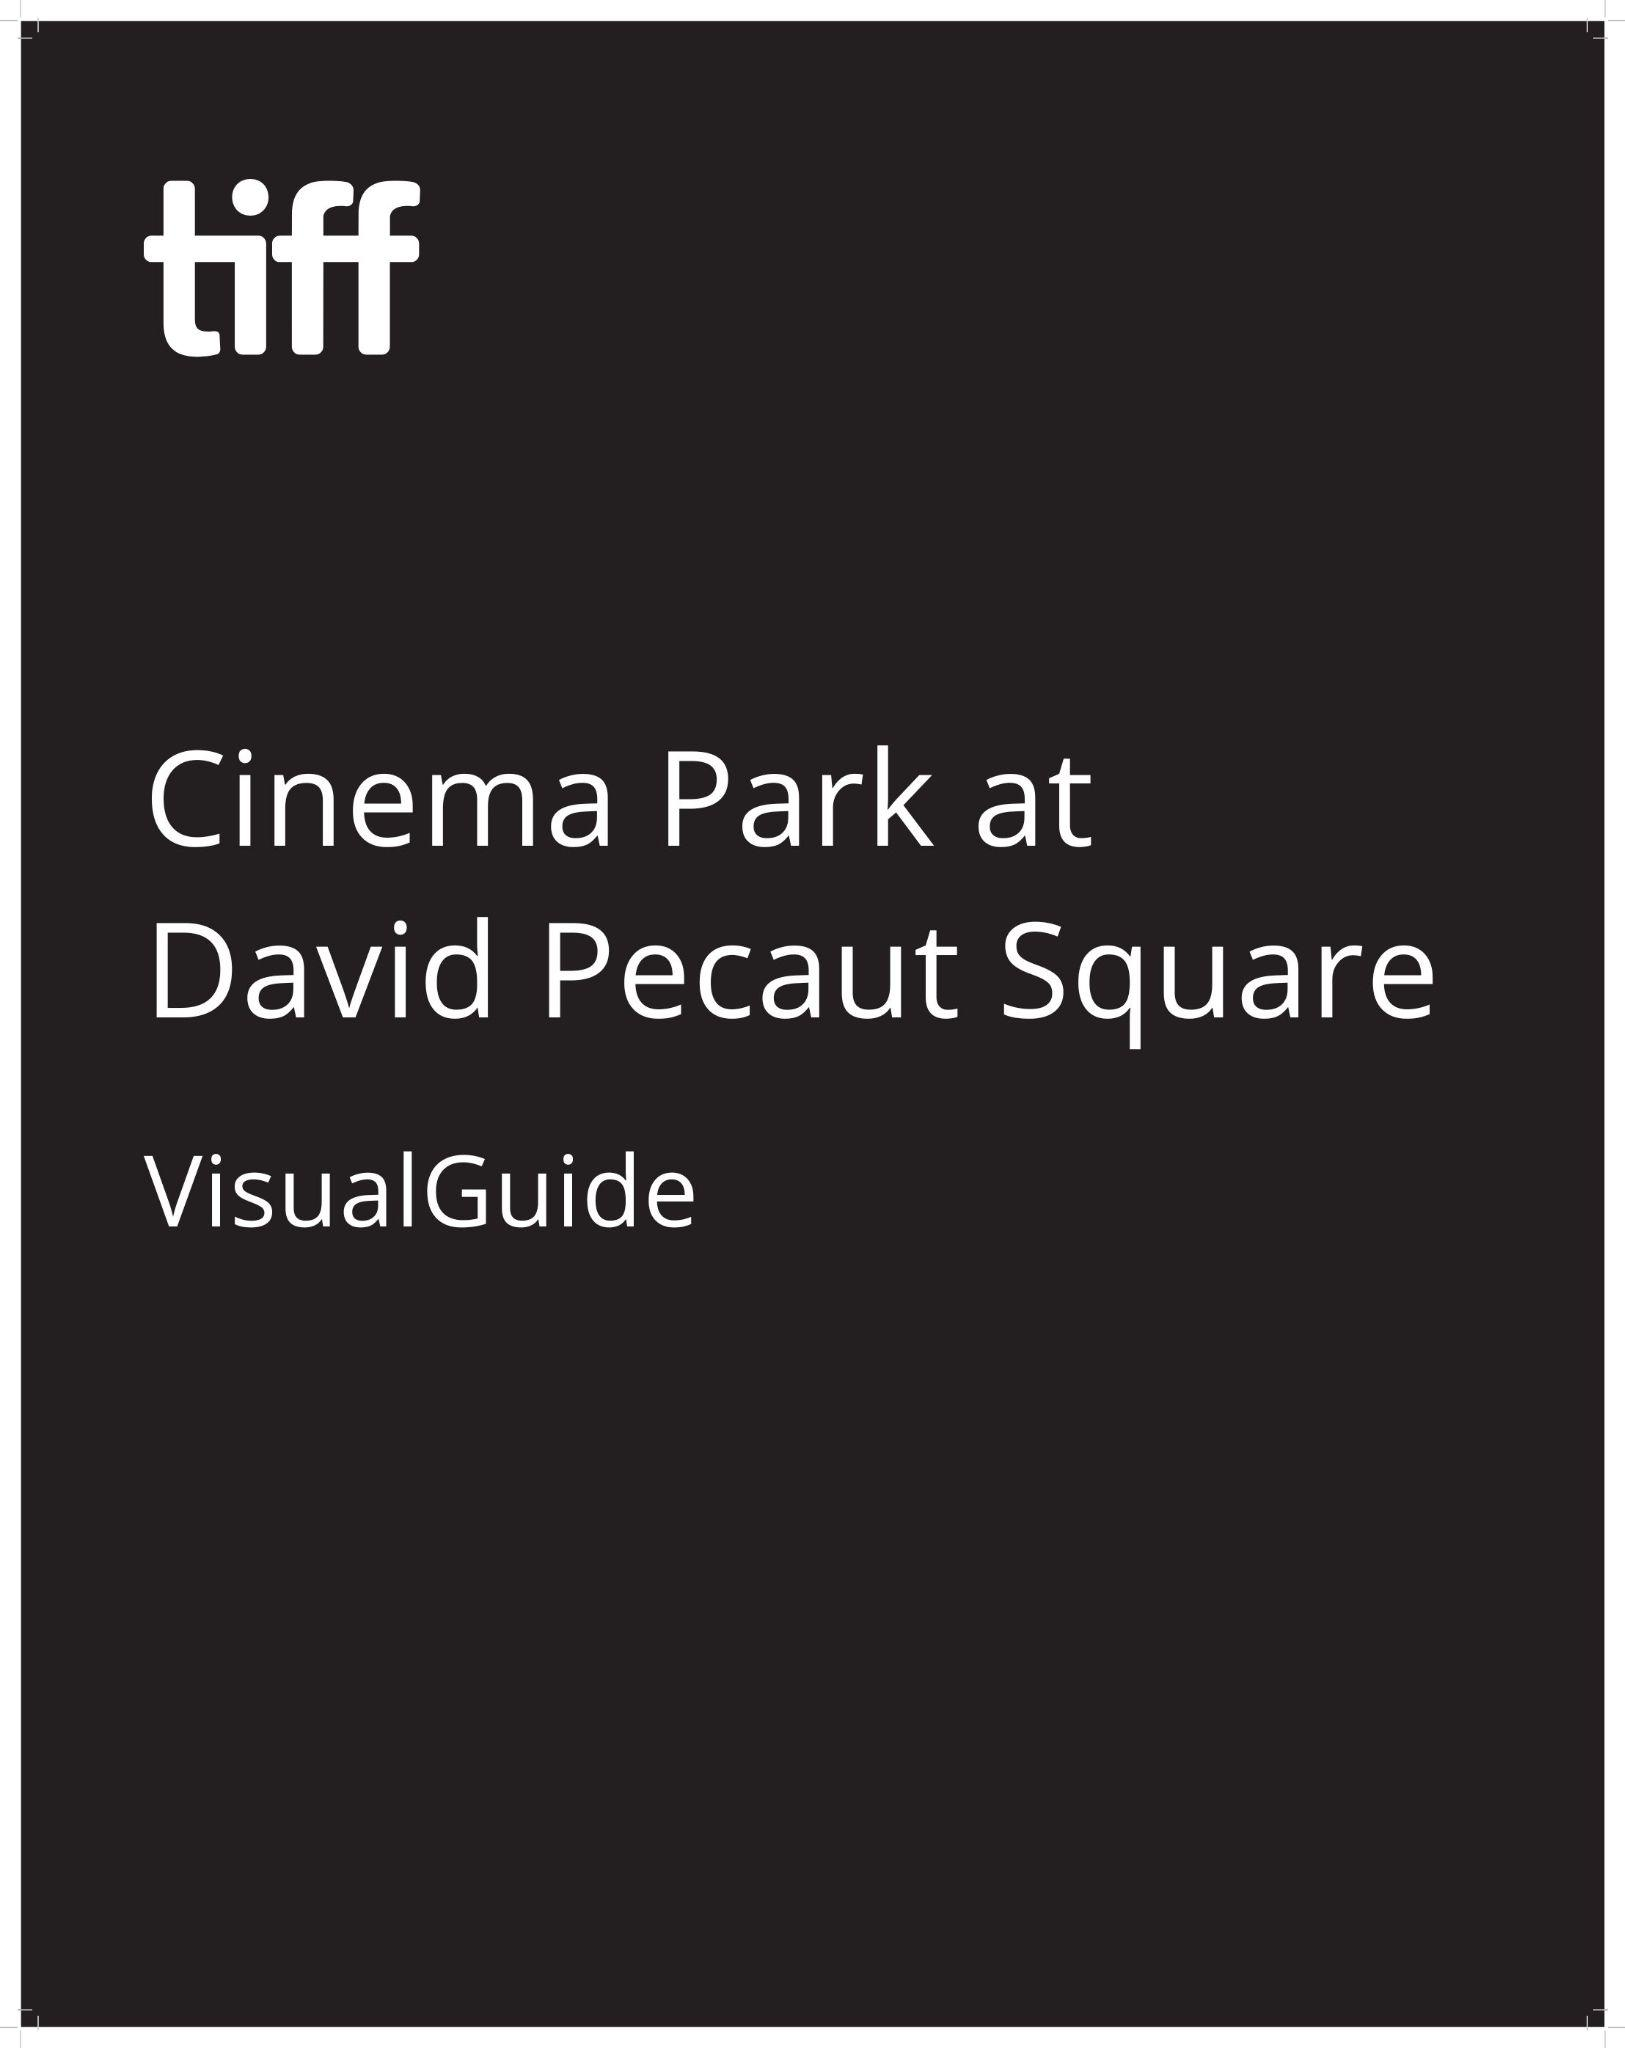 tiff
Cinema Park at
David Pecaut Square
VisualGuide